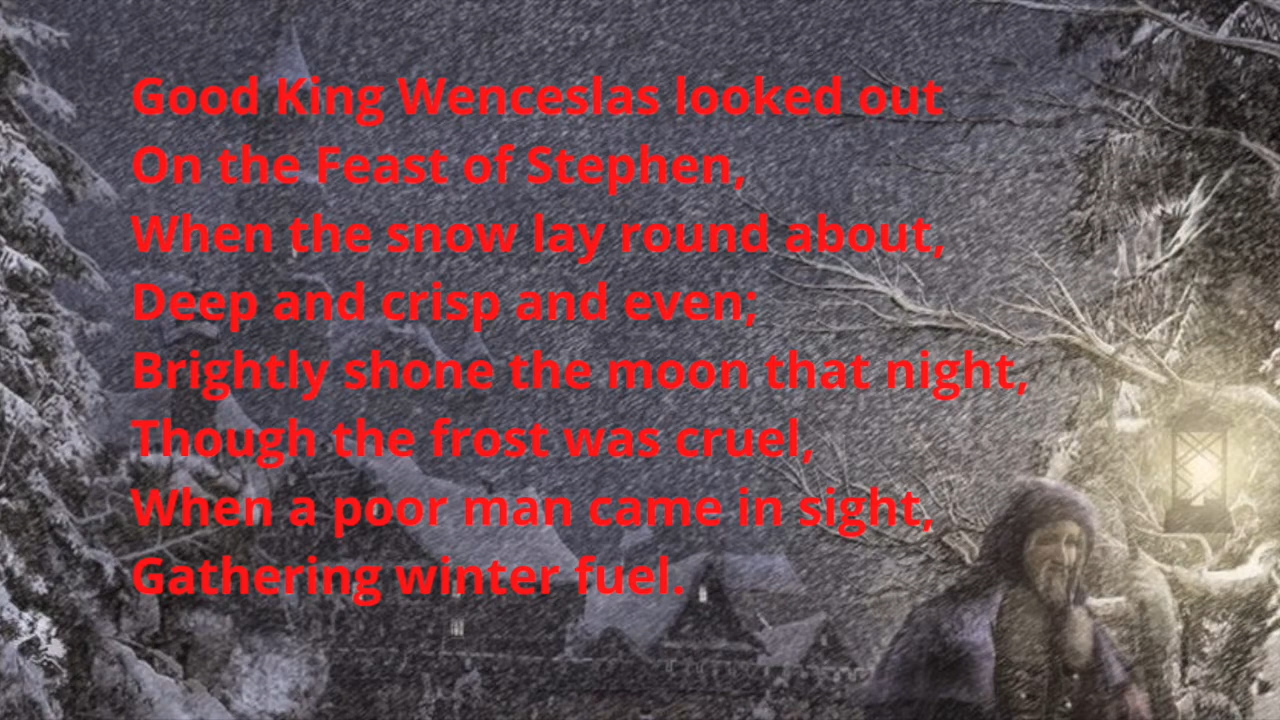 Good King Wenceslas looked out
On the Feast of Stephen,
When the snow lay round about,
Deep and crisp and even;
Brightly shone the moon that night,
Though the frost was cruel,
When a poor man came in sight,
Gathering winter fuel.